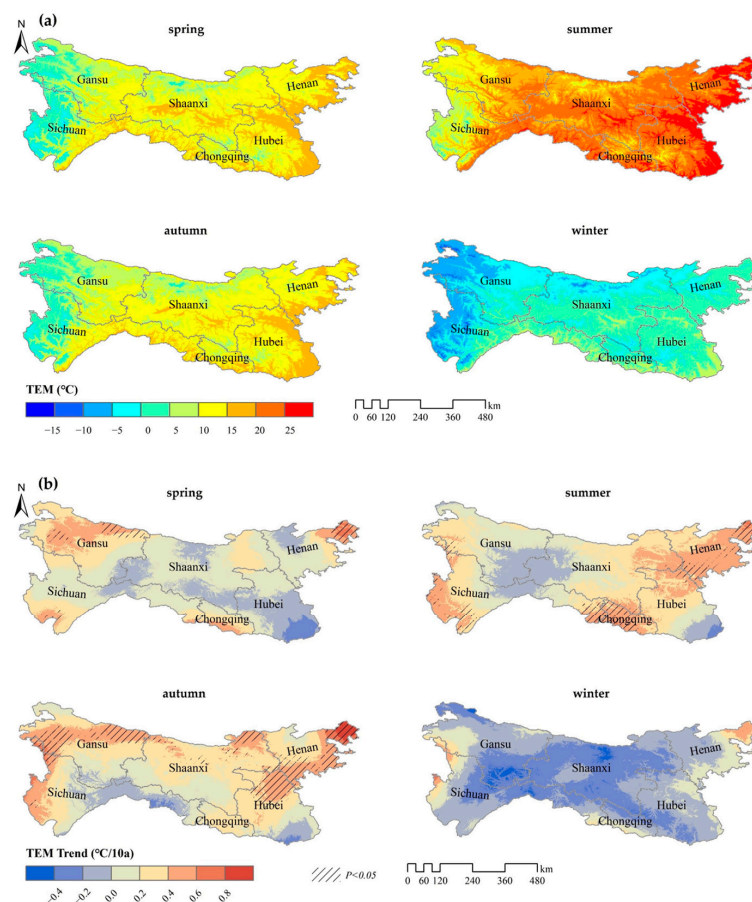 (a)
N
spring
summer
Gansu
Shaanxi
Henan
Sichuan
Hubei
Chongqing
Gansu
Shaanxi
Henan
Sichuan
Hubei
Chongqing
autumn
winter
Gansu
Shaanxi
Henan
Sichuan
Hubei
Chongqing
Gansu
Shaanxi
Henan
Sichuan
Hubei
Chongqing
TEM (℃)
−15 −10 −5 0 5 10 15 20 25
km
0 60 120 240 360 480
(b)
N
spring
summer
Gansu
Shaanxi
Henan
Sichuan
Hubei
Chongqing
Gansu
Shaanxi
Henan
Sichuan
Hubei
Chongqing
autumn
winter
Gansu
Shaanxi
Henan
Sichuan
Hubei
Chongqing
Gansu
Shaanxi
Henan
Sichuan
Hubei
Chongqing
TEM Trend (℃/10a)
−0.4 −0.2 0.0 0.2 0.4 0.6 0.8
P<0.05
km
0 60 120 240 360 480